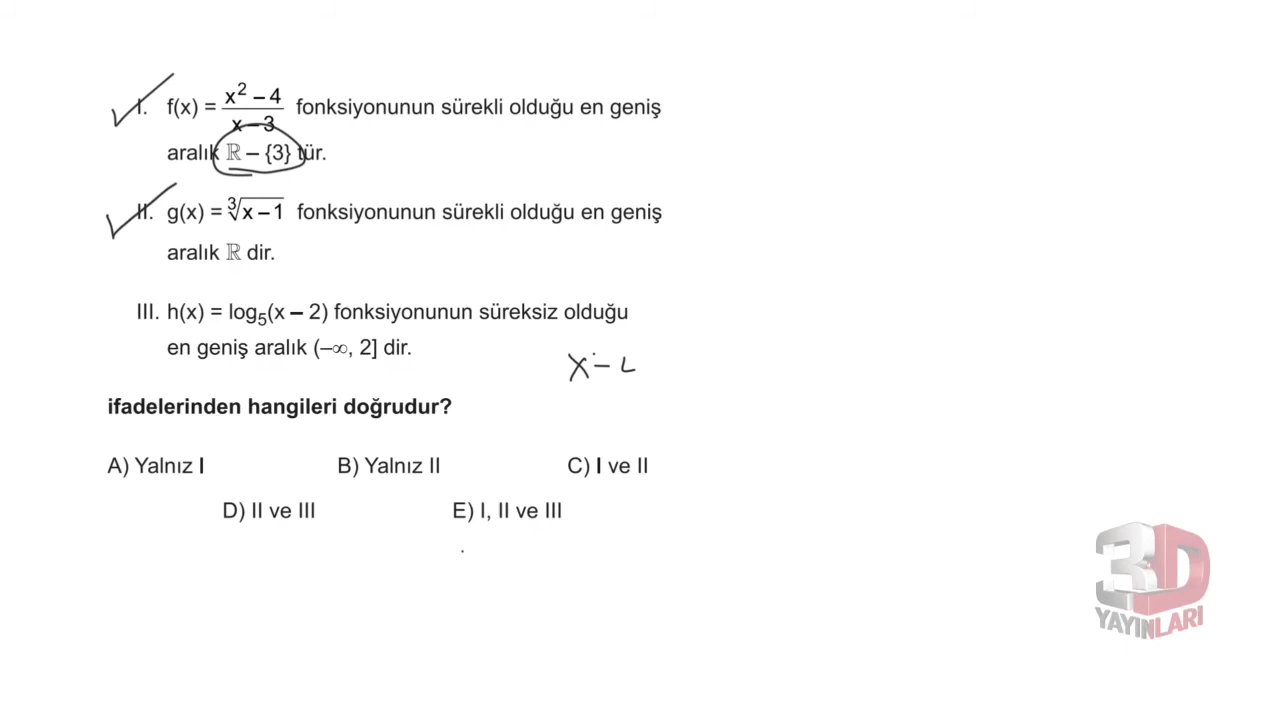 I. f(x) = x² – 4 / x – 3 fonksiyonunun sürekli olduğu en geniş
aralık ℝ – {3} tür.
II. g(x) = ∛x – 1 fonksiyonunun sürekli olduğu en geniş
aralık ℝ dir.
III. h(x) = log₅(x – 2) fonksiyonunun süreksiz olduğu
en geniş aralık (–∞, 2] dir.
x –
ifadelerinden hangileri doğrudur?
A) Yalnız I B) Yalnız II C) I ve II
D) II ve III E) I, II ve III
3D
YAYINLARI